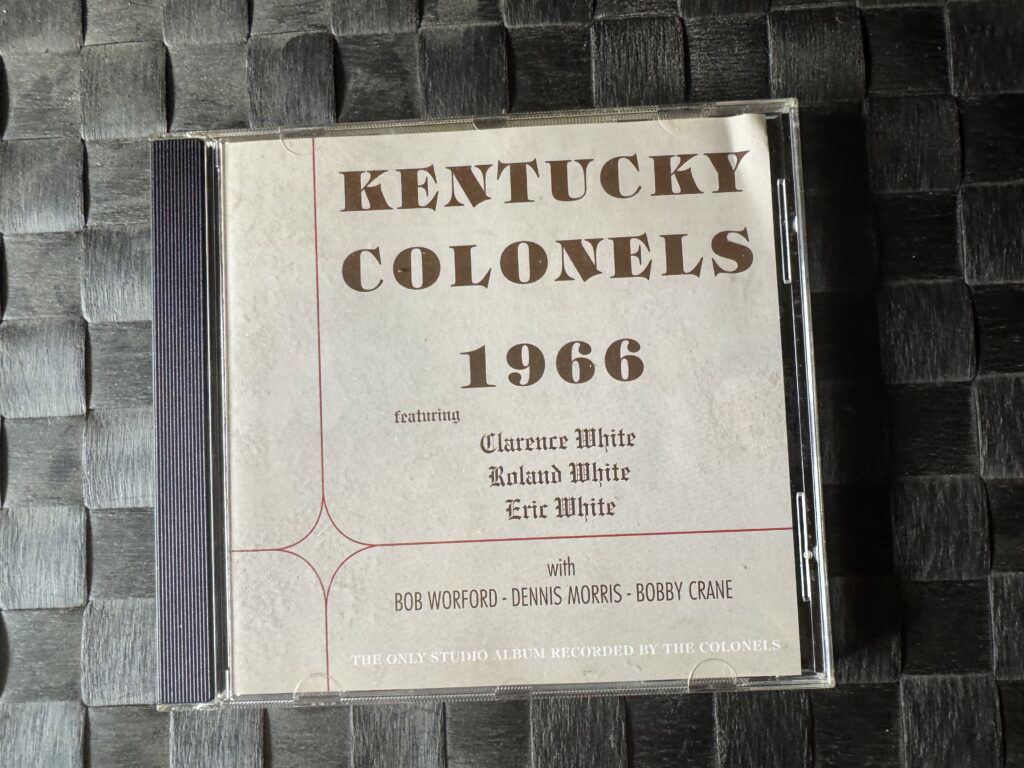 KENTUCKY
COLONELS
1966
featuring
Clarence White
Roland White
Eric White
with
BOB WORFORD - DENNIS MORRIS - BOBBY CRANE
THE ONLY STUDIO ALBUM RECORDED BY THE COLONELS